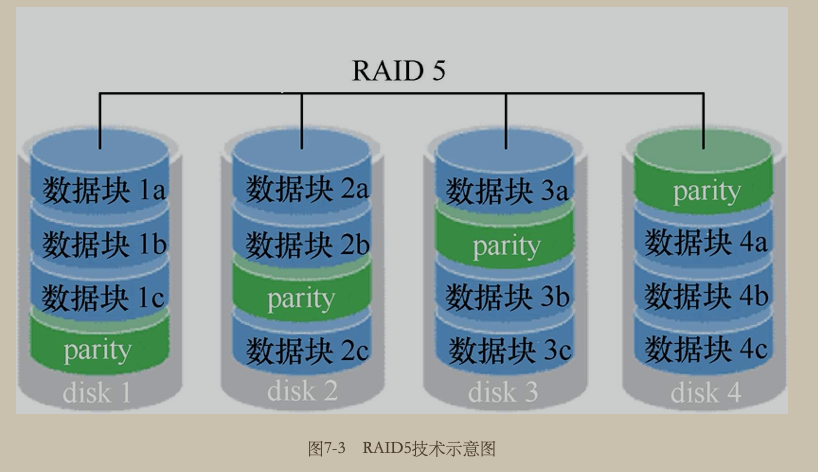 RAID 5
数据块 1a 数据块 2a 数据块 3a parity
数据块 1b 数据块 2b parity 数据块 4a
数据块 1c parity 数据块 3b 数据块 4b
parity 数据块 2c 数据块 3c 数据块 4c
disk 1 disk 2 disk 3 disk 4
图7-3 RAID5技术示意图